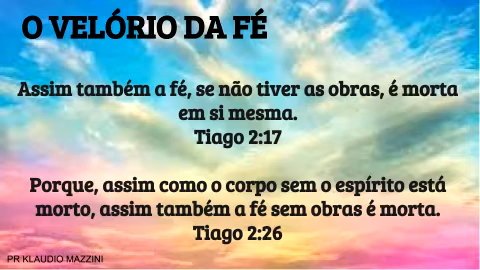 O VELÓRIO DA FÉ
Assim também a fé, se não tiver as obras, é morta
em si mesma.
Tiago 2:17
Porque, assim como o corpo sem o espírito está
morto, assim também a fé sem obras é morta.
Tiago 2:26
PR KLAUDIO MAZZINI